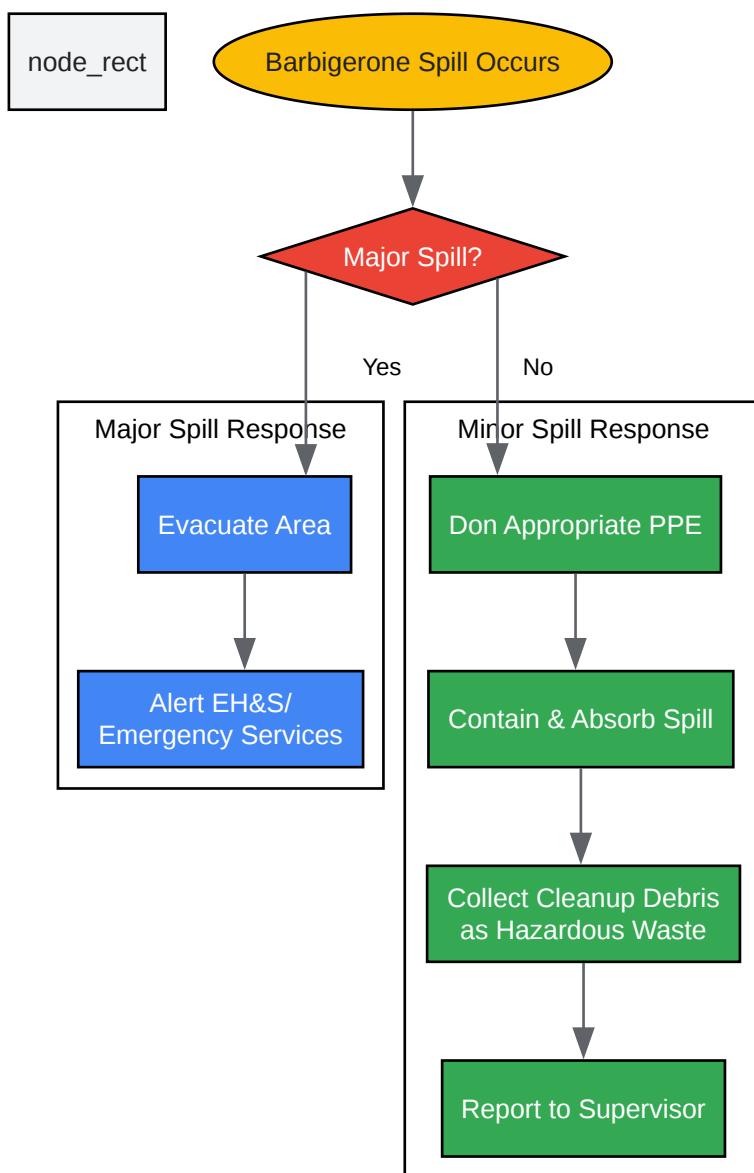 node_rect
Barbigerone Spill Occurs
Major Spill?
Yes
No
Major Spill Response
Evacuate Area
Alert EH&S/
Emergency Services
Minor Spill Response
Don Appropriate PPE
Contain & Absorb Spill
Collect Cleanup Debris
as Hazardous Waste
Report to Supervisor